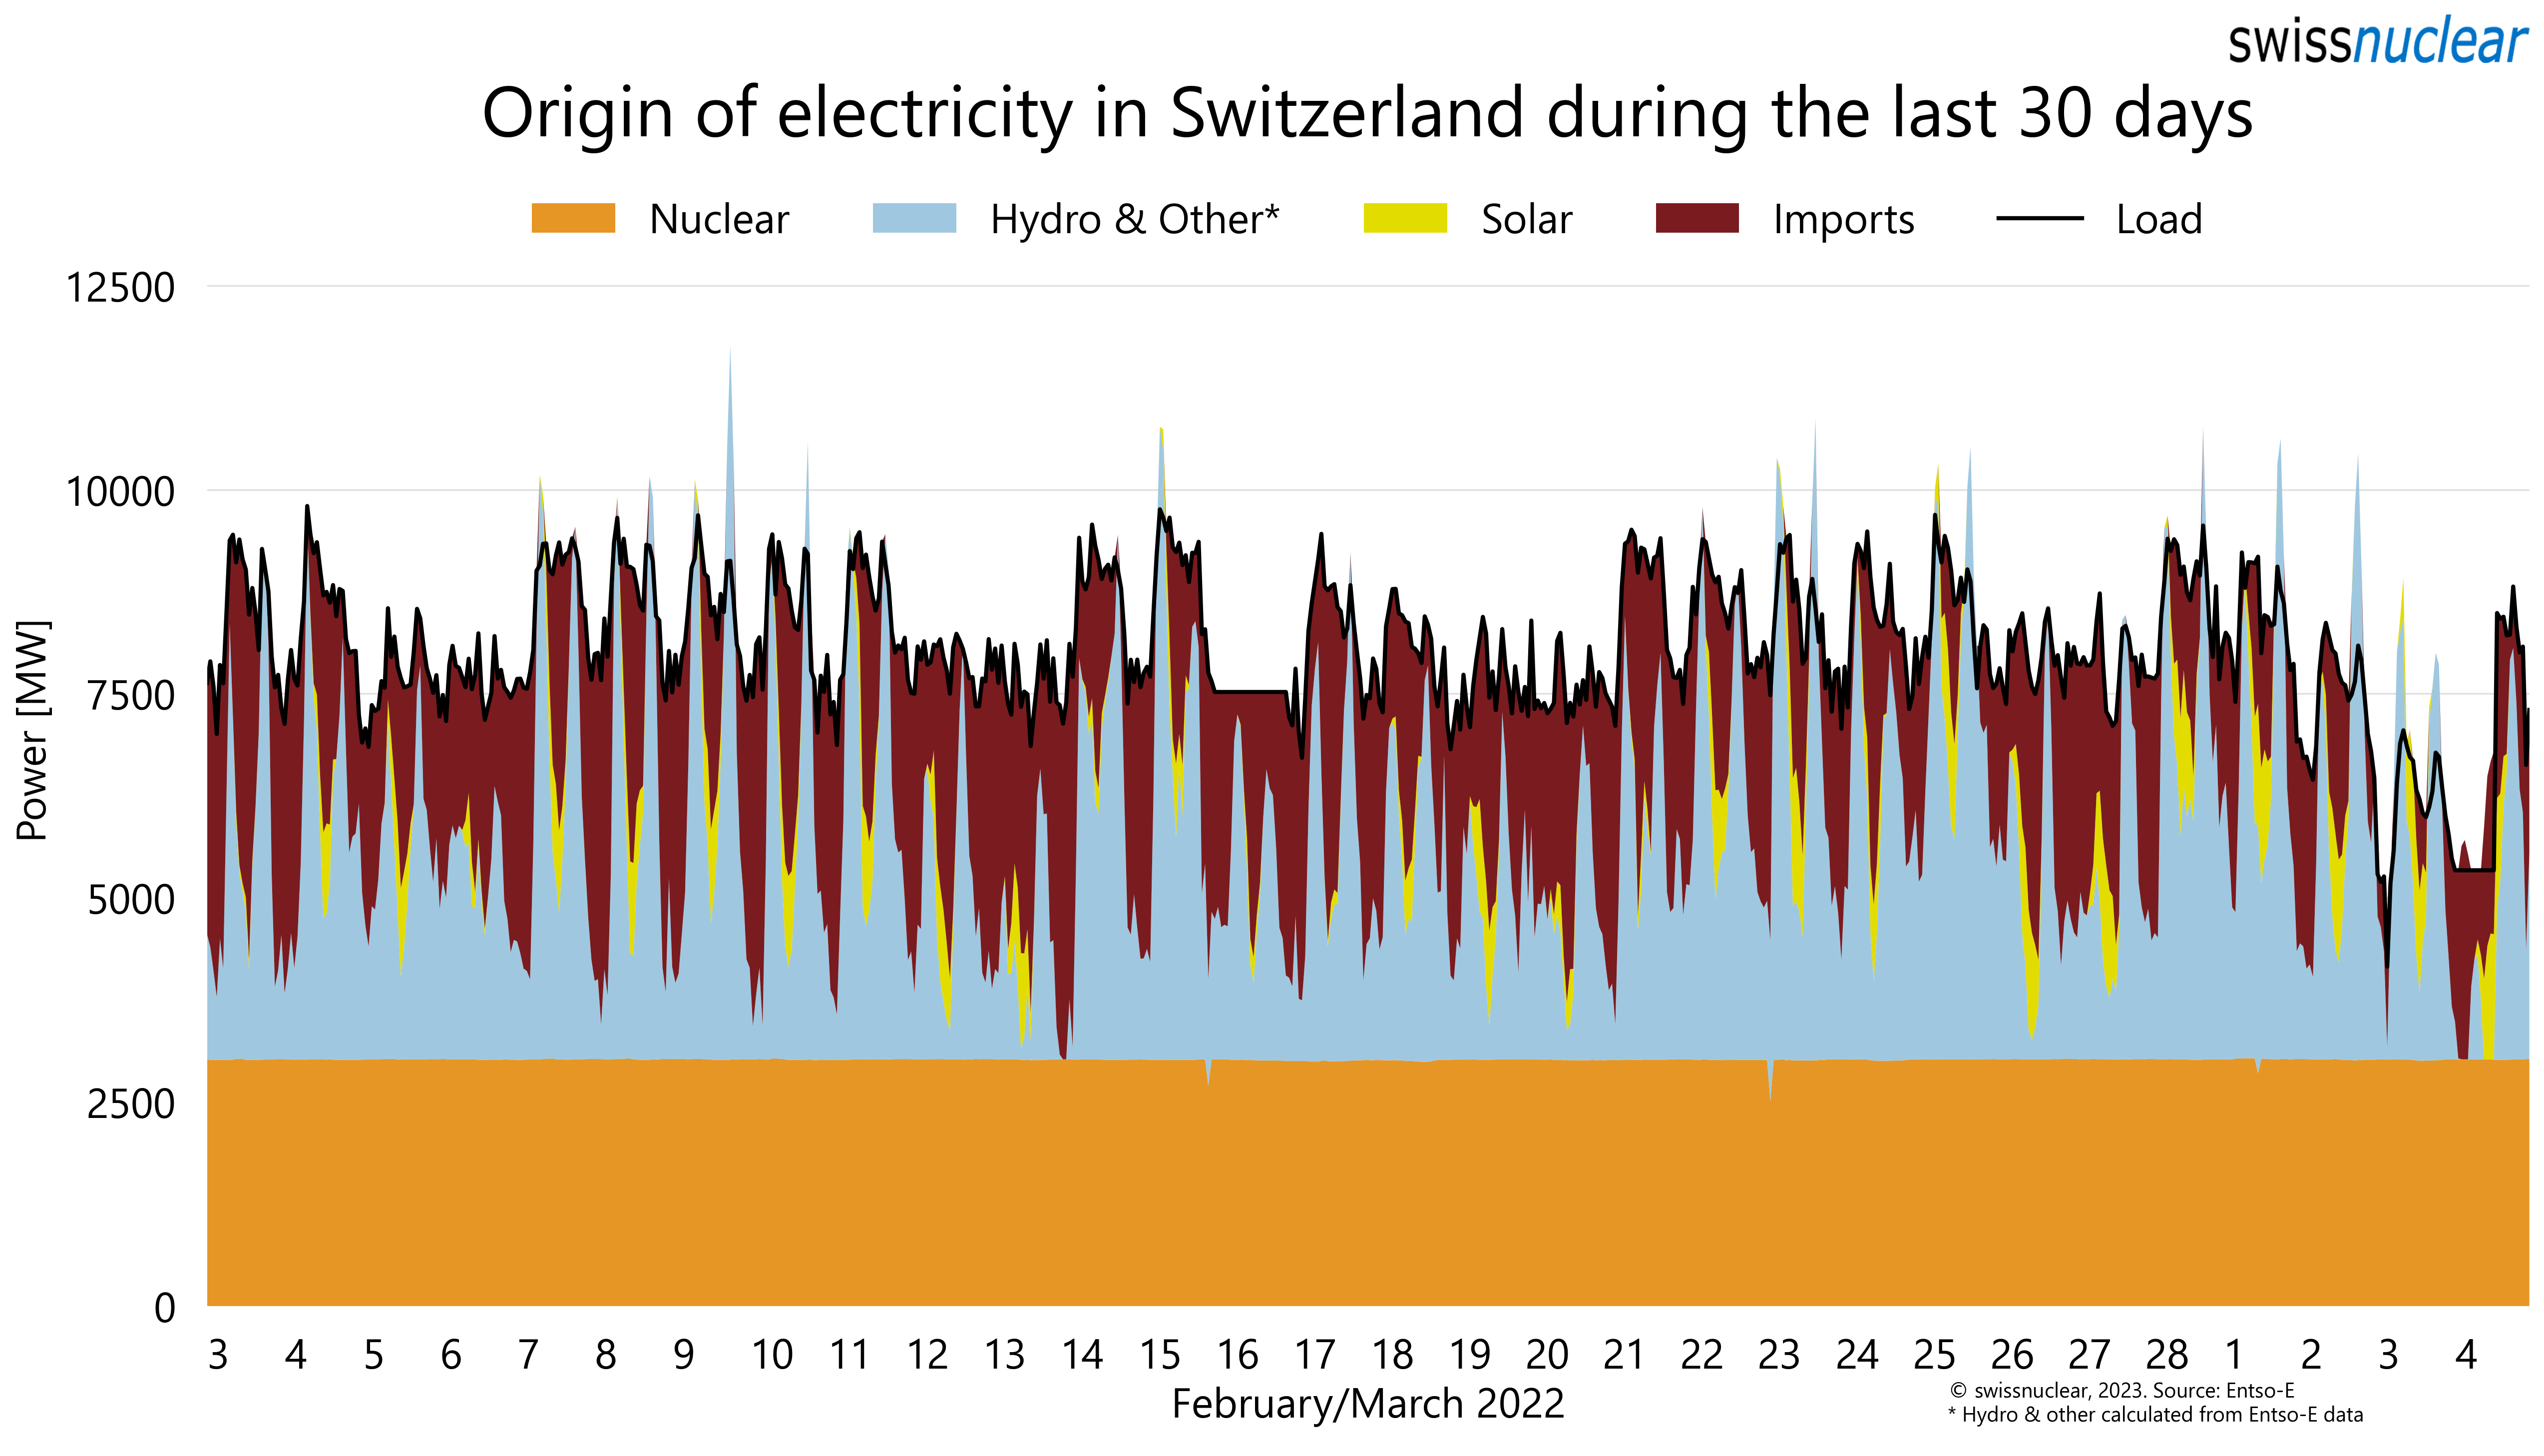 swissnuclear
Origin of electricity in Switzerland during the last 30 days
Nuclear Hydro & Other* Solar Imports Load
12500
10000
7500
5000
2500
0
Power [MW]
3 4 5 6 7 8 9 10 11 12 13 14 15 16 17 18 19 20 21 22 23 24 25 26 27 28 1 2 3 4
February/March 2022
© swissnuclear, 2023. Source: Entso-E
* Hydro & other calculated from Entso-E data